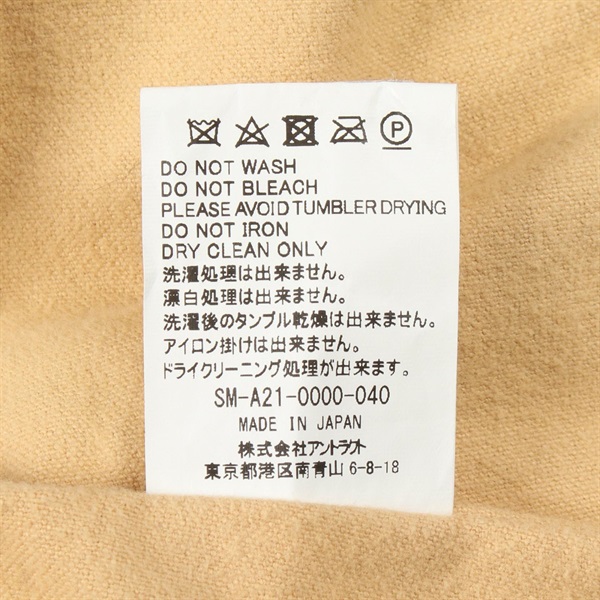 P
DO NOT WASH
DO NOT BLEACH
PLEASE AVOID TUMBLER DRYING
DO NOT IRON
DRY CLEAN ONLY
洗濯処理は出来ません。
漂白処理は出来ません。
洗濯後のタンブル乾燥は出来ません。
アイロン掛けは出来ません。
ドライクリーニング処理が出来ます。
SM-A21-0000-040
MADE IN JAPAN
株式会社アントラクト
東京都港区南青山 6-8-18